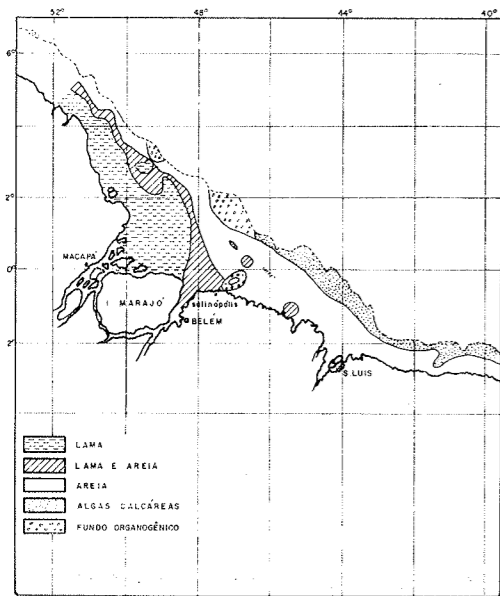 52°
48°
44°
40°
6°
2°
0°
2°
MACAPÁ
I MARAJÓ
salinópolis
BELÉM
S. LUIS
LAMA
LAMA E AREIA
AREIA
ALGAS CALCÁREAS
FUNDO ORGANOGÊNICO